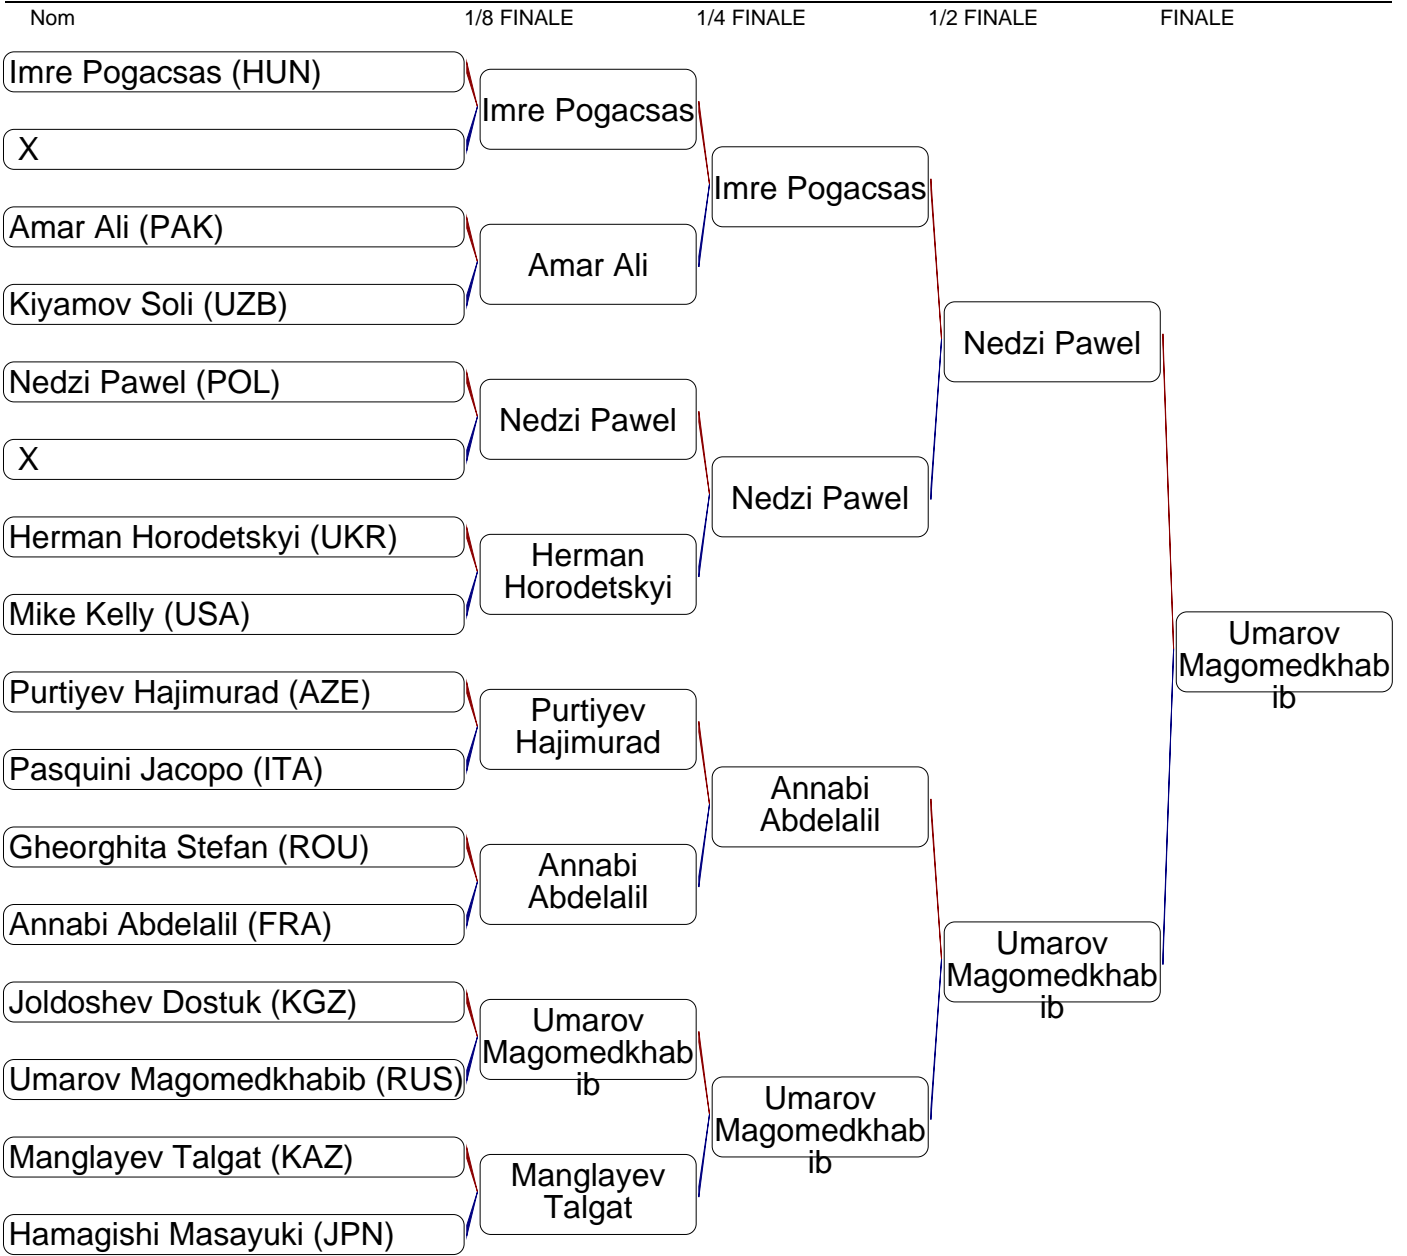 Nom 1/8 FINALE 1/4 FINALE 1/2 FINALE FINALE
Imre Pogacsas (HUN)
X
Amar Ali (PAK)
Kiyamov Soli (UZB)
Nedzi Pawel (POL)
X
Herman Horodetskyi (UKR)
Mike Kelly (USA)
Purtiyev Hajimurad (AZE)
Pasquini Jacopo (ITA)
Gheorghita Stefan (ROU)
Annabi Abdelalil (FRA)
Joldoshev Dostuk (KGZ)
Umarov Magomedkhabib (RUS)
Manglayev Talgat (KAZ)
Hamagishi Masayuki (JPN)
Imre Pogacsas
Amar Ali
Nedzi Pawel
Herman
Horodetskyi
Purtiyev
Hajimurad
Annabi
Abdelalil
Umarov
Magomedkhab
ib
Manglayev
Talgat
Imre Pogacsas
Nedzi Pawel
Annabi
Abdelalil
Umarov
Magomedkhab
ib
Nedzi Pawel
Umarov
Magomedkhab
ib
Umarov
Magomedkhab
ib